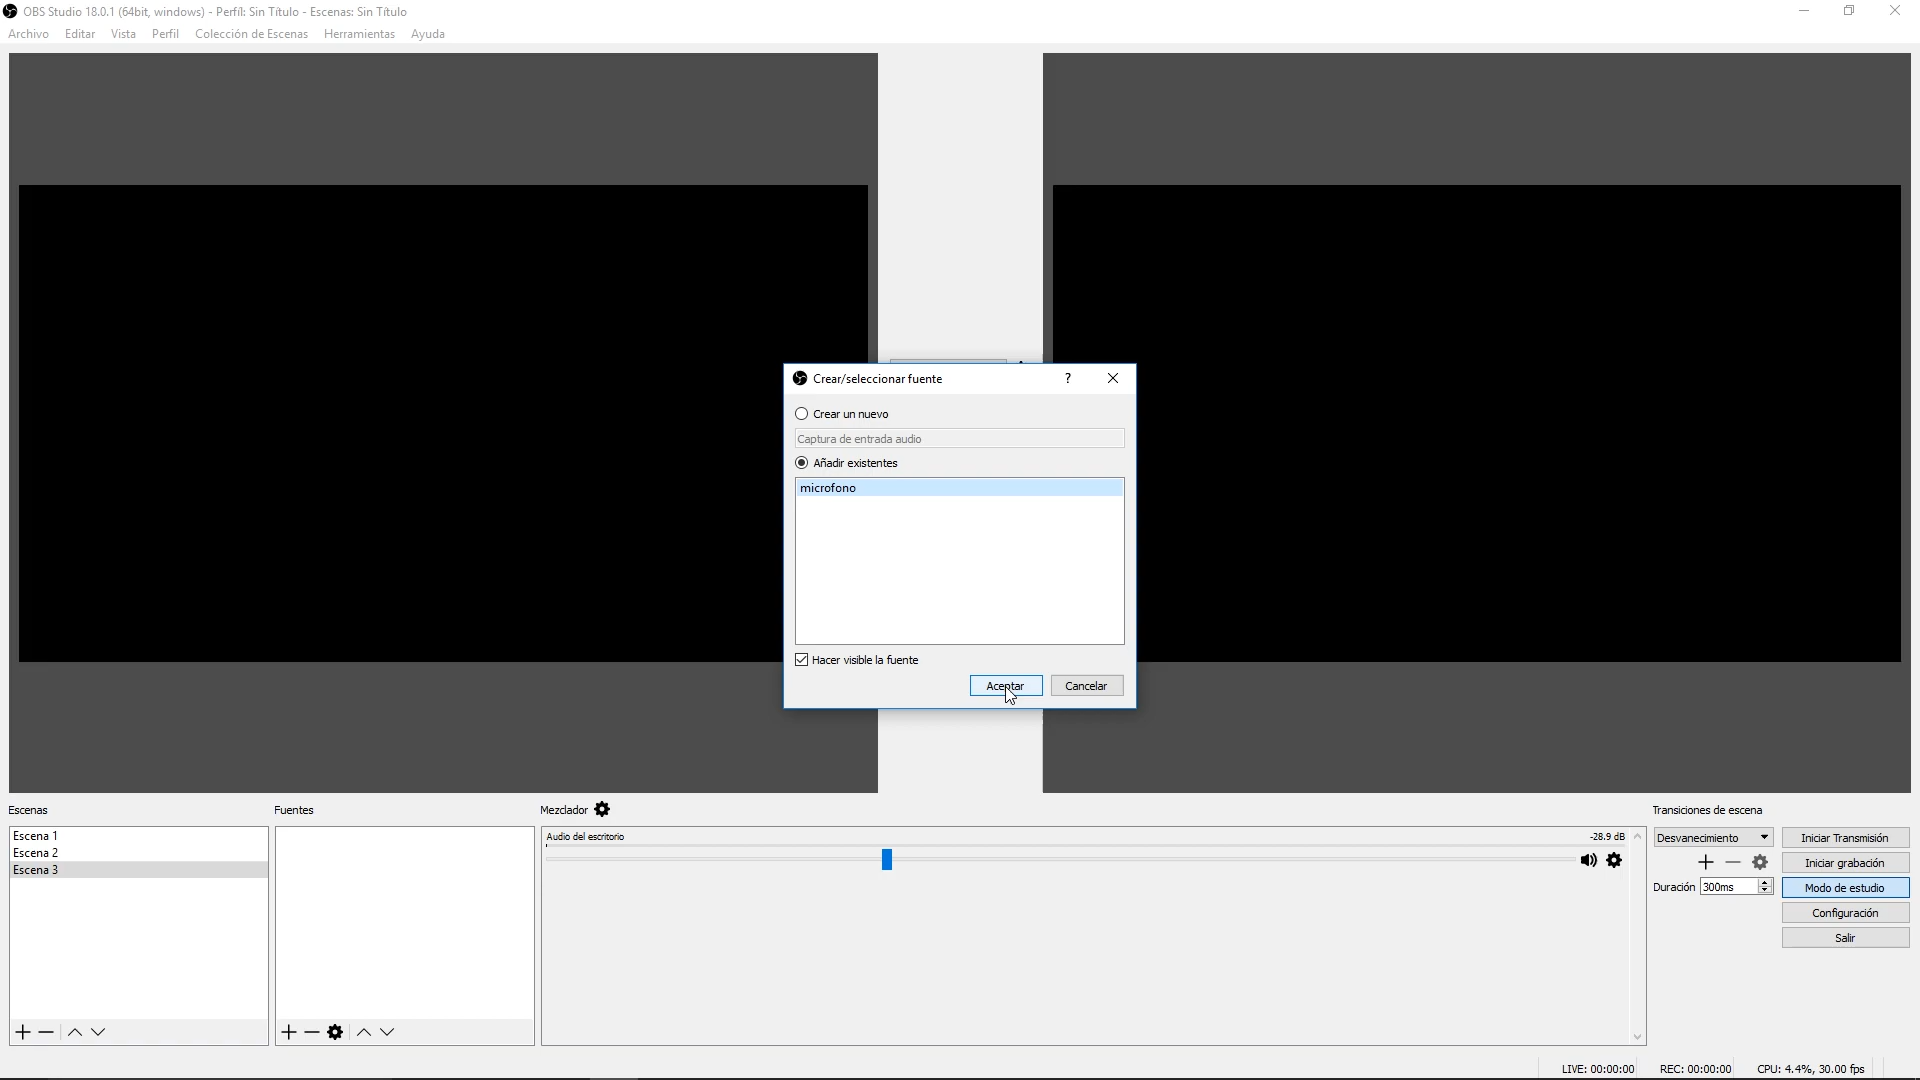 OBS Studio 18.0.1 (64bit, windows) - Perfil: Sin Título - Escenas: Sin Título
Archivo Editar Vista Perfil Colección de Escenas Herramientas Ayuda
Crear/seleccionar fuente ?
Crear un nuevo
Captura de entrada audio
Añadir existentes
microfono
Hacer visible la fuente
Aceptar Cancelar
Escenas
Escena 1
Escena 2
Escena 3
Fuentes
Mezclador
Audio del escritorio -28.9 dB
Transiciones de escena
Desvanecimiento
Duración 300ms
Iniciar Transmisión
Iniciar grabación
Modo de estudio
Configuración
Salir
LIVE: 00:00:00 REC: 00:00:00 CPU: 4.4%, 30.00 fps